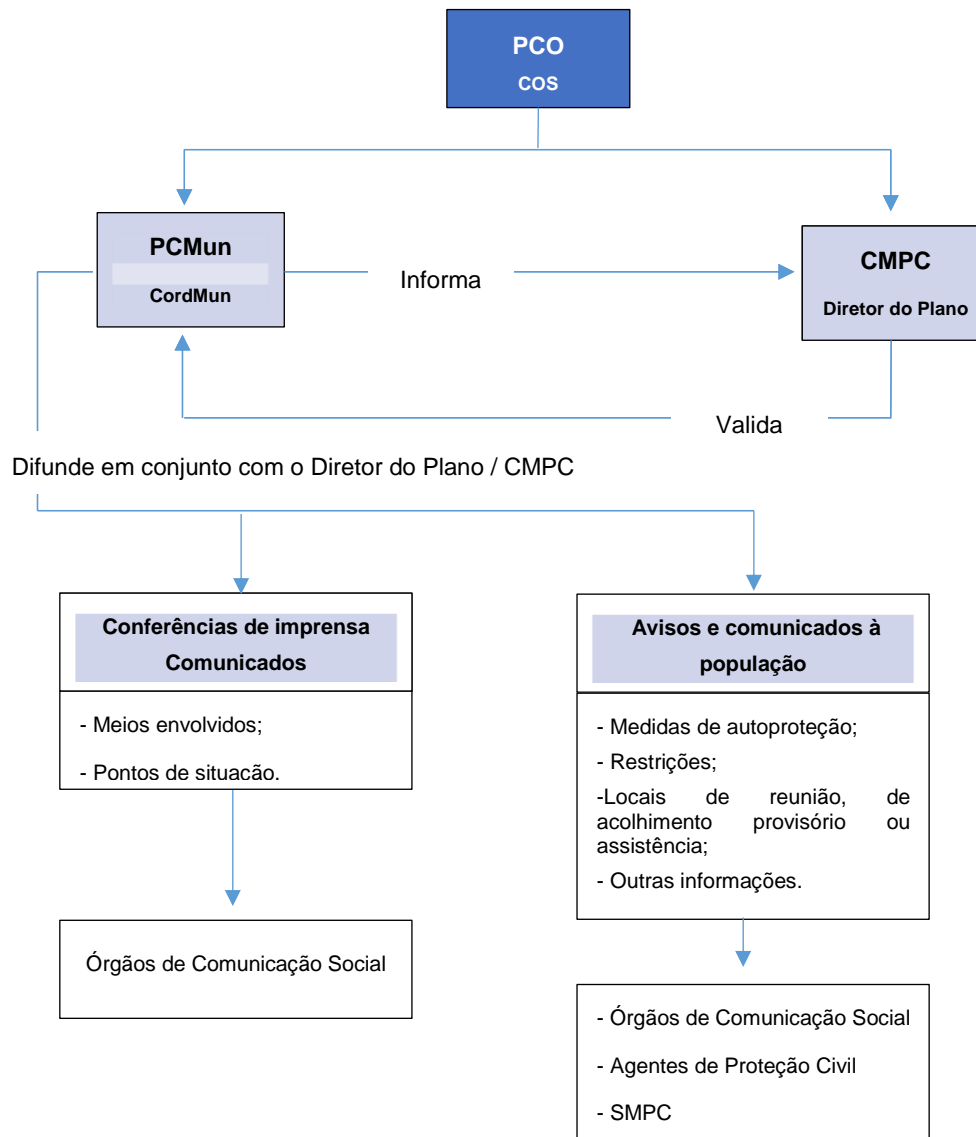 PCO
COS
PCMun
CordMun
Informa
CMPC
Diretor do Plano
Valida
Difunde em conjunto com o Diretor do Plano / CMPC
Conferências de imprensa
Comunicados
- Meios envolvidos;
- Pontos de situação.
Órgãos de Comunicação Social
Avisos e comunicados à
população
- Medidas de autoproteção;
- Restrições;
-Locais de reunião, de
acolhimento provisório ou
assistência;
- Outras informações.
- Órgãos de Comunicação Social
- Agentes de Proteção Civil
- SMPC